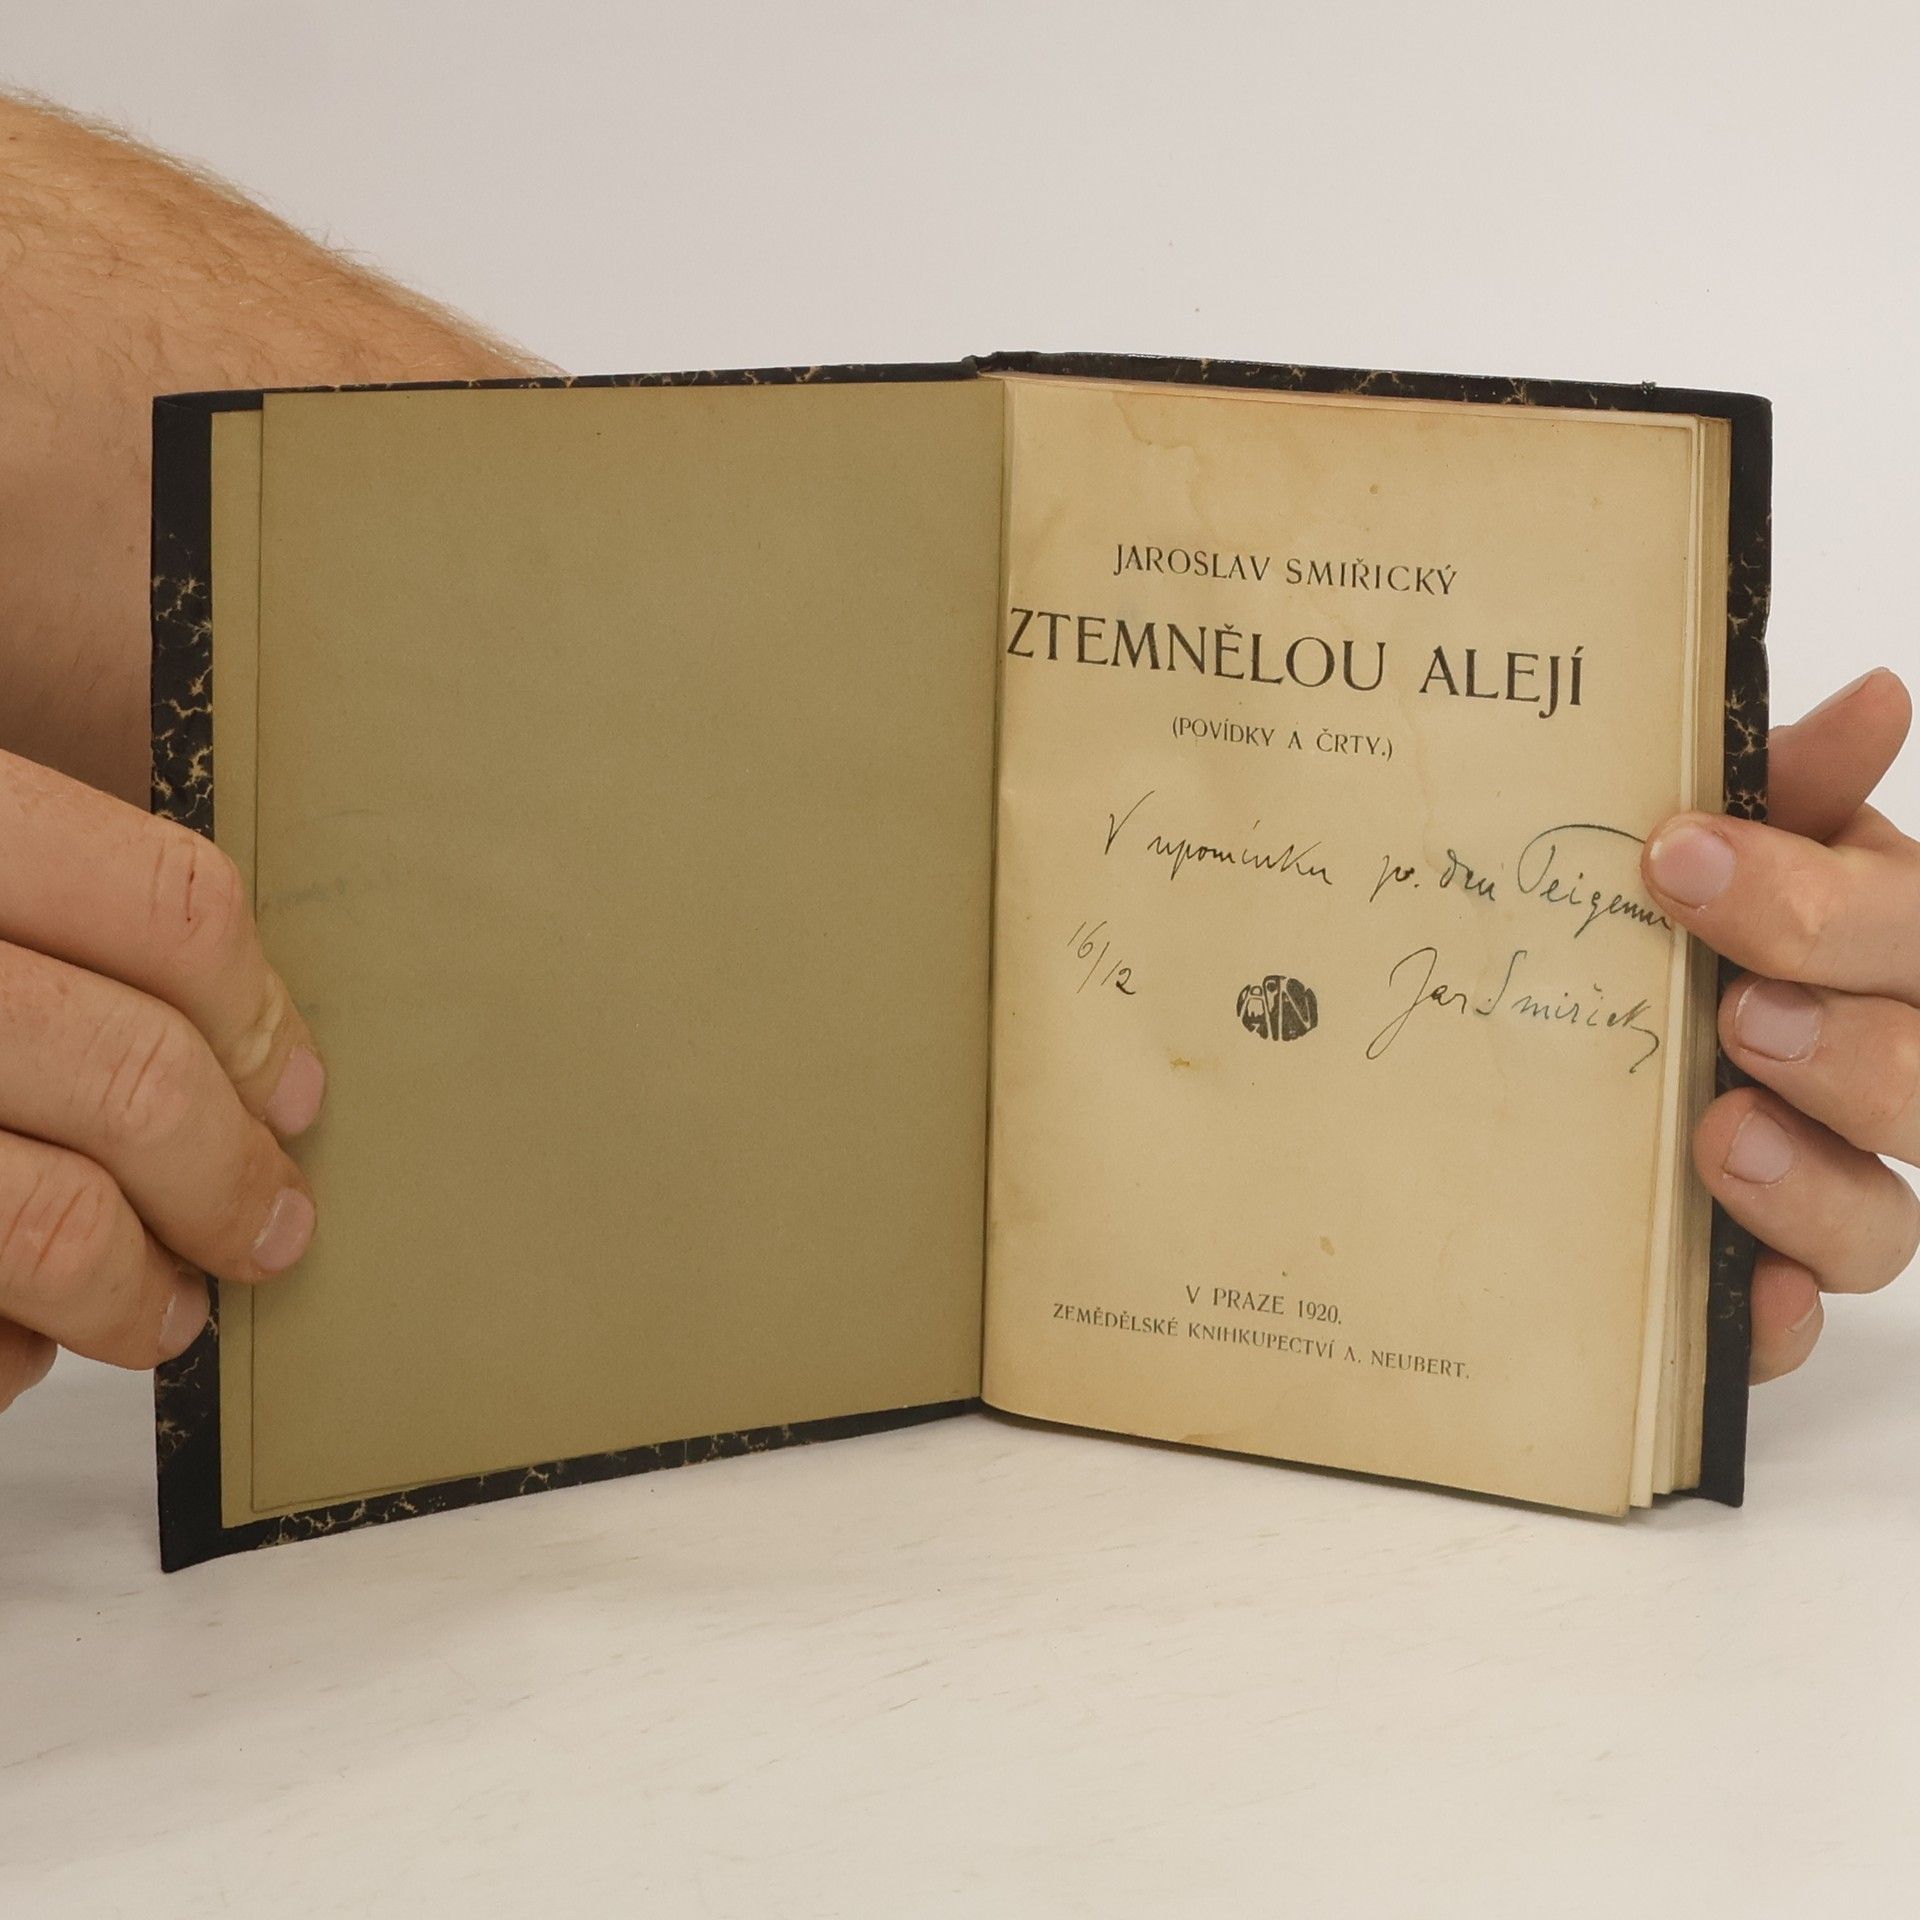 JAROSLAV SMIŘICKÝ
ZTEMNĚLOU ALEJÍ
(POVÍDKY A ČRTY.)
V upomínku p.
16/12
Jar Smiřický
V PRAZE 1920.
ZEMĚDĚLSKÉ KNIHKUPECTVÍ A. NEUBERT.